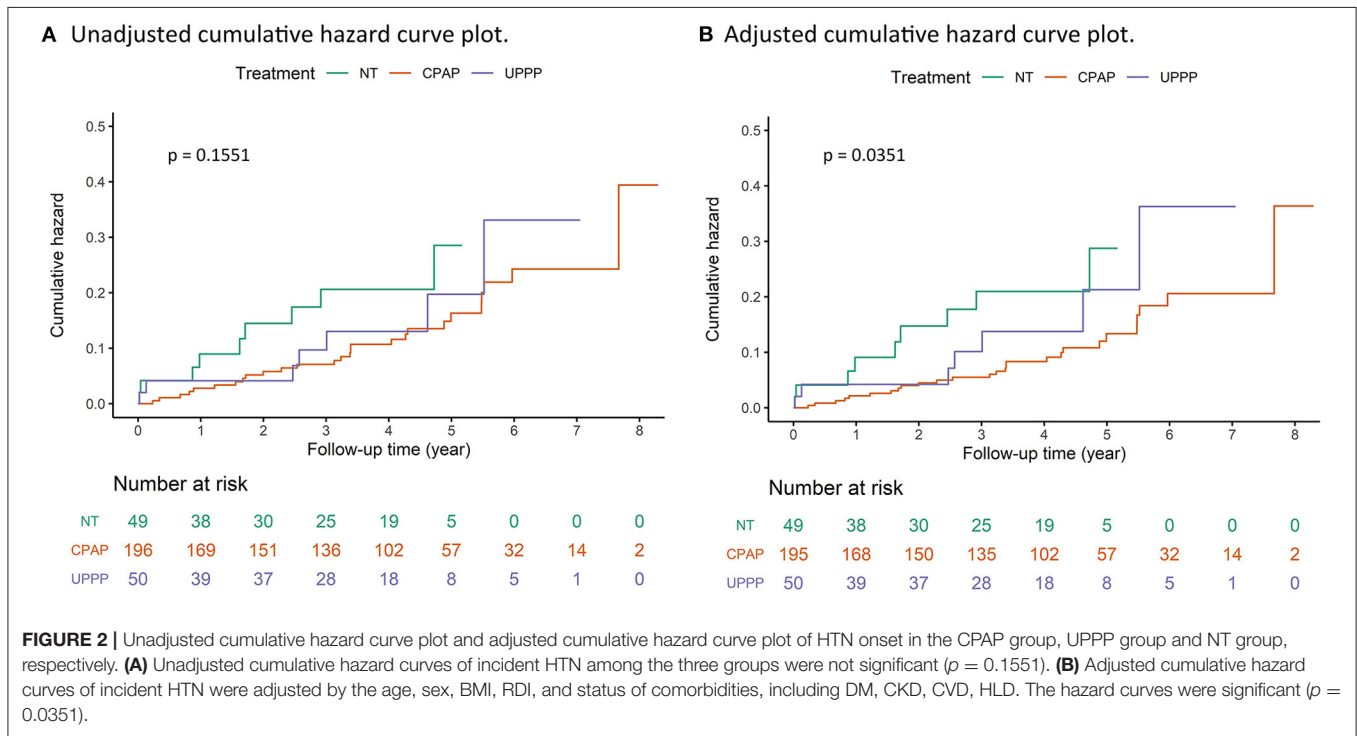 A Unadjusted cumulative hazard curve plot.
Treatment NT CPAP UPPP
0.5
0.4
0.3
0.2
0.1
0.0
Cumulative hazard
p = 0.1551
0 1 2 3 4 5 6 7 8
Follow-up time (year)
Number at risk
NT 49 38 30 25 19 5 0 0 0
CPAP 196 169 151 136 102 57 32 14 2
UPPP 50 39 37 28 18 8 5 1 0
B Adjusted cumulative hazard curve plot.
Treatment NT CPAP UPPP
0.5
0.4
0.3
0.2
0.1
0.0
Cumulative hazard
p = 0.0351
0 1 2 3 4 5 6 7 8
Follow-up time (year)
Number at risk
NT 49 38 30 25 19 5 0 0 0
CPAP 195 168 150 135 102 57 32 14 2
UPPP 50 39 37 28 18 8 5 1 0
FIGURE 2 | Unadjusted cumulative hazard curve plot and adjusted cumulative hazard curve plot of HTN onset in the CPAP group, UPPP group and NT group,
respectively. (A) Unadjusted cumulative hazard curves of incident HTN among the three groups were not significant (p = 0.1551). (B) Adjusted cumulative hazard
curves of incident HTN were adjusted by the age, sex, BMI, RDI, and status of comorbidities, including DM, CKD, CVD, HLD. The hazard curves were significant (p =
0.0351).